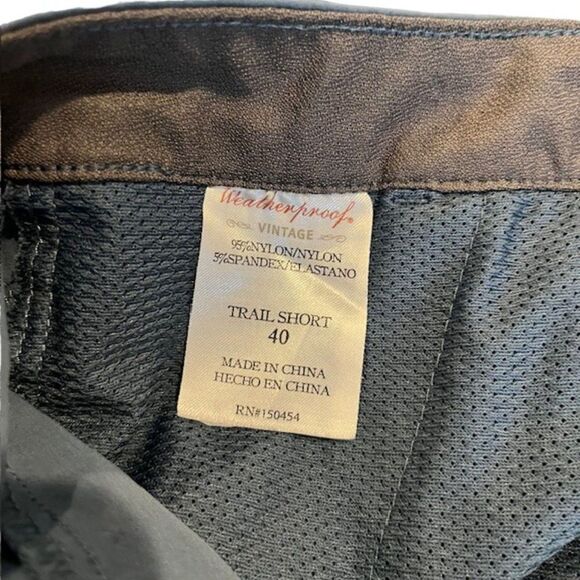 Weatherproof®
VINTAGE
95%NYLON/NYLON
5%SPANDEX/ELASTANO
TRAIL SHORT
40
MADE IN CHINA
HECHO EN CHINA
RN#150454